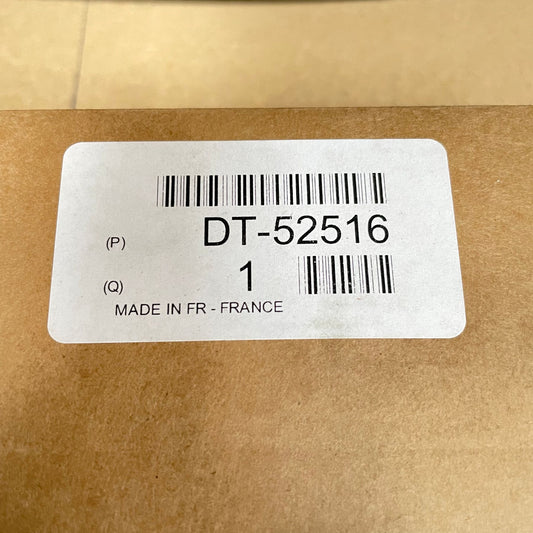 (P) DT-52516
(Q) 1
MADE IN FR - FRANCE